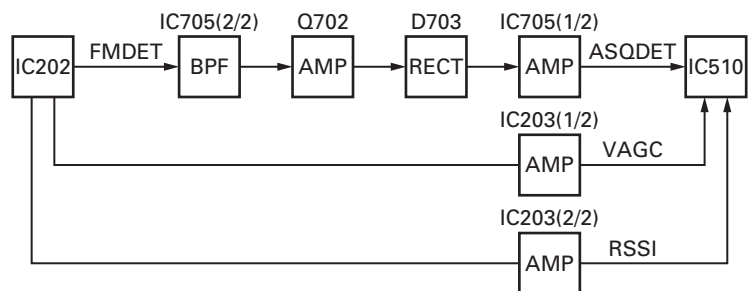 IC705(2/2) Q702 D703 IC705(1/2)
IC202 FMDET BPF AMP RECT AMP ASQDET IC510
IC203(1/2)
AMP VAGC
IC203(2/2)
AMP RSSI